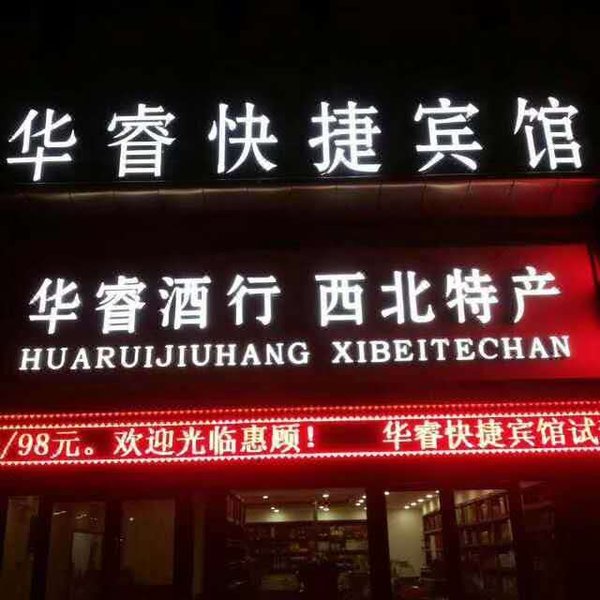 华睿快捷宾馆
华睿酒行 西北特产
HUARUIJIUHANG XIBEITECHAN
/98元。欢迎光临惠顾! 华睿快捷宾馆试